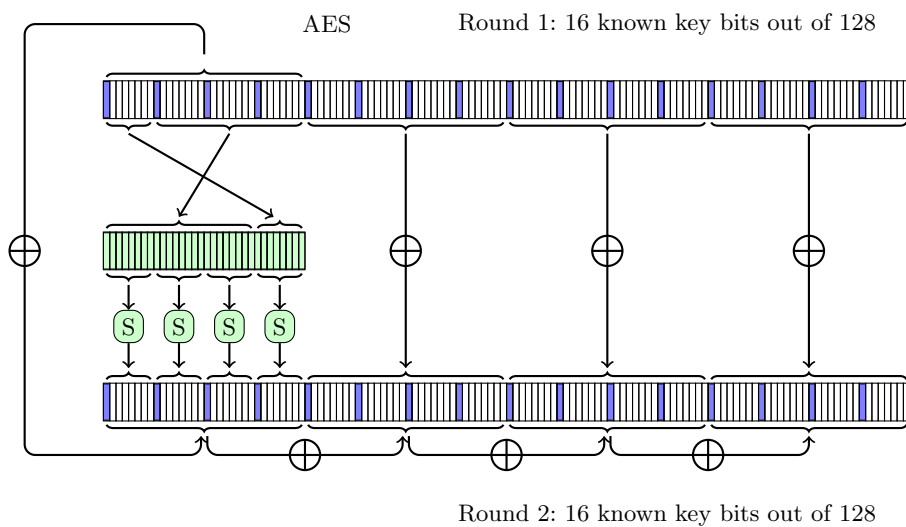 AES
Round 1: 16 known key bits out of 128
S S S S
Round 2: 16 known key bits out of 128